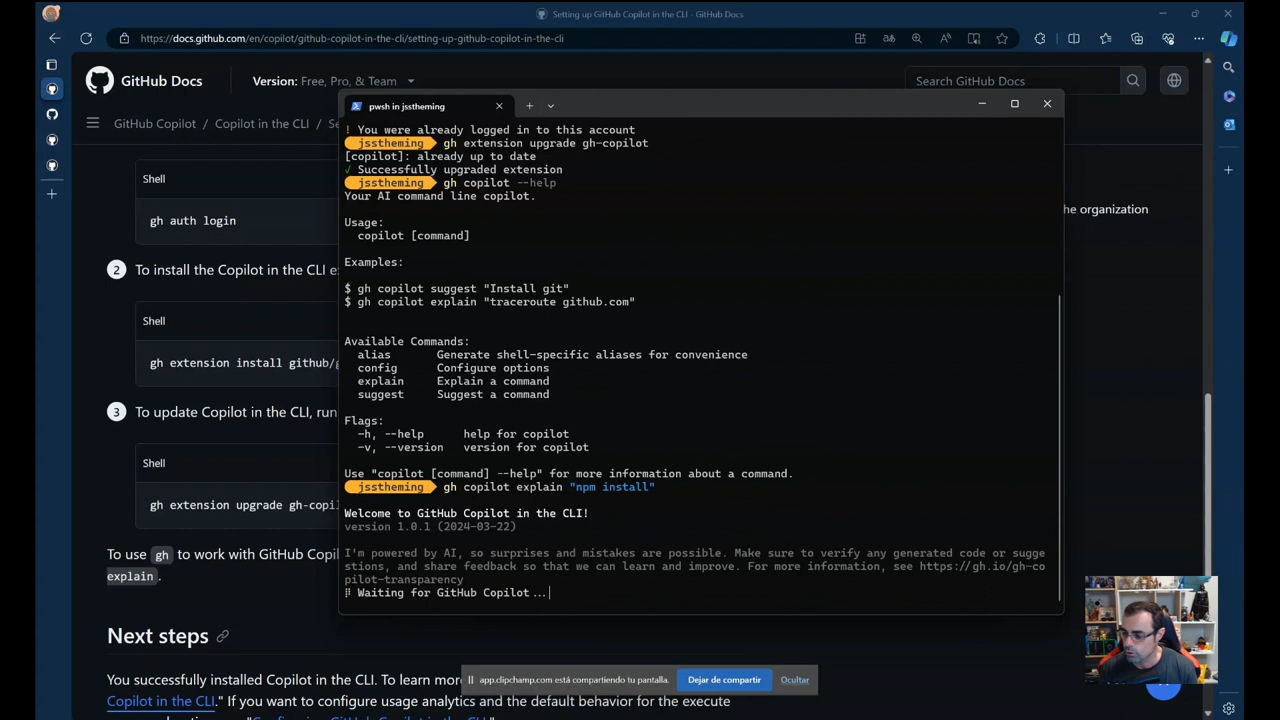 Setting up GitHub Copilot in the CLI - GitHub Docs
https://docs.github.com/en/copilot/github-copilot-in-the-cli/setting-up-github-copilot-in-the-cli
GitHub Docs
Version: Free, Pro, & Team
Search GitHub Docs
GitHub Copilot / Copilot in the CLI / Se
he organization
Shell
gh auth login
2 To install the Copilot in the CLI e
Shell
gh extension install github/g
3 To update Copilot in the CLI, run
Shell
gh extension upgrade gh-copil
To use gh to work with GitHub Copil
explain.
Next steps
You successfully installed Copilot in the CLI. To learn more
Copilot in the CLI." If you want to configure usage analytics and the default behavior for the execute
pwsh in jsstheming
! You were already logged in to this account
jsstheming gh extension upgrade gh-copilot
[copilot]: already up to date
✓ Successfully upgraded extension
jsstheming gh copilot --help
Your AI command line copilot.
Usage:
copilot [command]
Examples:
$ gh copilot suggest "Install git"
$ gh copilot explain "traceroute github.com"
Available Commands:
alias Generate shell-specific aliases for convenience
config Configure options
explain Explain a command
suggest Suggest a command
Flags:
-h, --help help for copilot
-v, --version version for copilot
Use "copilot [command] --help" for more information about a command.
jsstheming gh copilot explain "npm install"
Welcome to GitHub Copilot in the CLI!
version 1.0.1 (2024-03-22)
I'm powered by AI, so surprises and mistakes are possible. Make sure to verify any generated code or sugge
stions, and share feedback so that we can learn and improve. For more information, see https://gh.io/gh-co
pilot-transparency
Waiting for GitHub Copilot...
app.clipchamp.com está compartiendo tu pantalla.
Dejar de compartir
Ocultar